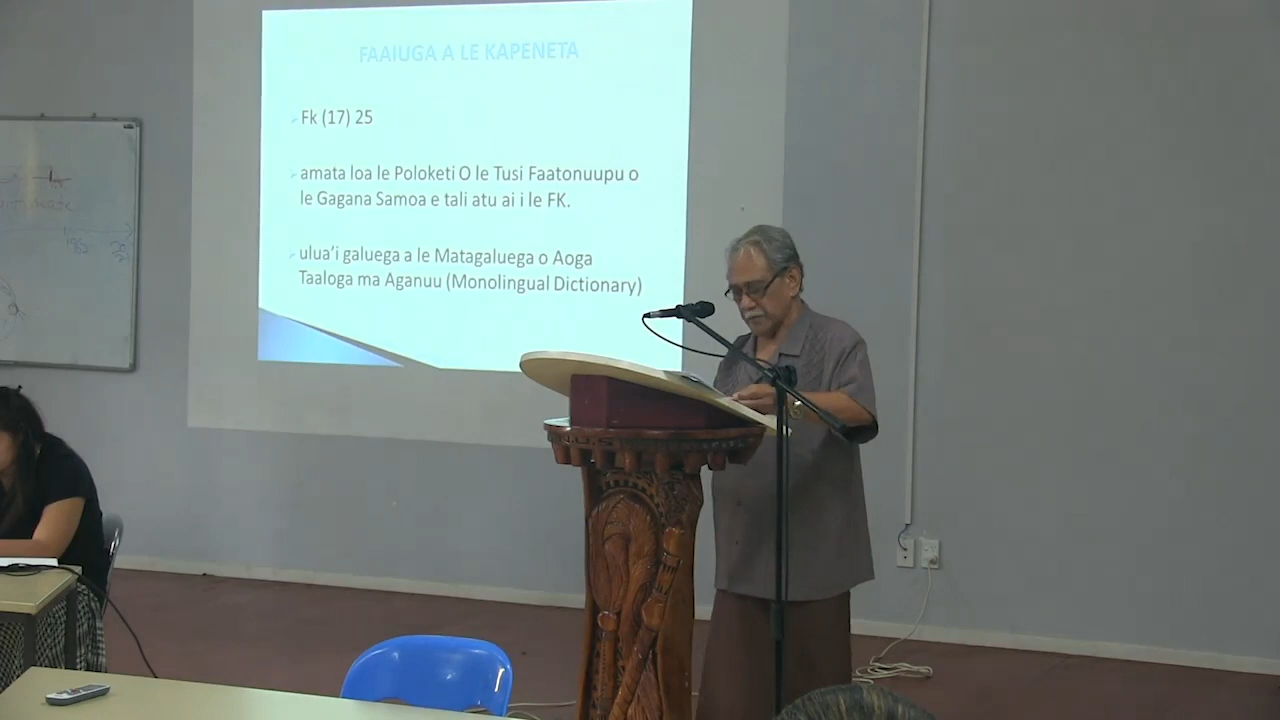 FAAIUGA A LE KAPENETA
Fk (17) 25
amata loa le Poloketi O le Tusi Faatonuupu o
le Gagana Samoa e tali atu ai i le FK.
ulua'i galuega a le Matagaluega o Aoga
Taaloga ma Aganuu (Monolingual Dictionary)